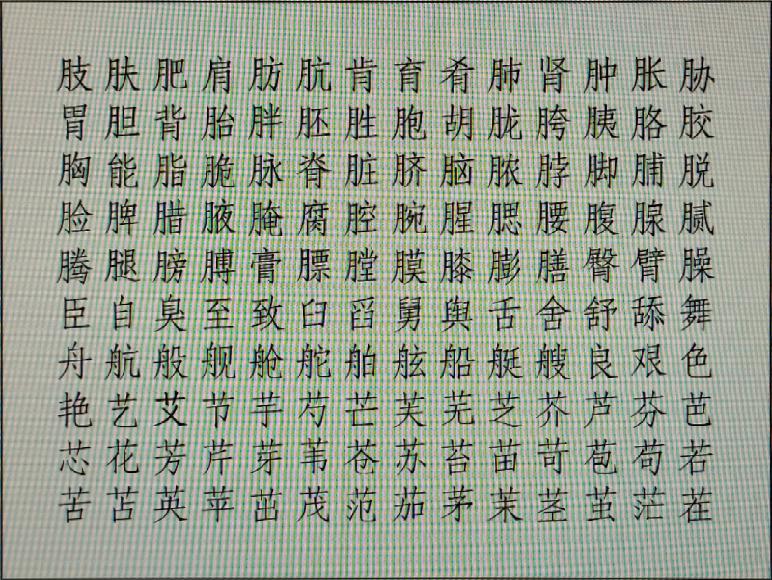 肢肤肥肩肪肮肯育肴肺肾肿胀胁
胃胆背胎胖胚胜胞胡胧胯胰胳胶
胸能脂脆脉脊脏脐脑脓脖脚脯脱
脸脾腊腋腌腐腔腕腥腮腰腹腺腻
腾腿膀膊膏膘膛膜膝膨膳臀臂臊
臣自臭至致臼舀舅舆舌舍舒舔舞
舟航般舰舱舵舶舷船艇艘良艰色
艳艺艾节芋芍芒芙芜芝芥芦芬芭
芯花芳芹芽苇苍苏苔苗苛苞苟若
苦苫英苹茁茂范茄茅茉茎茧茫茬